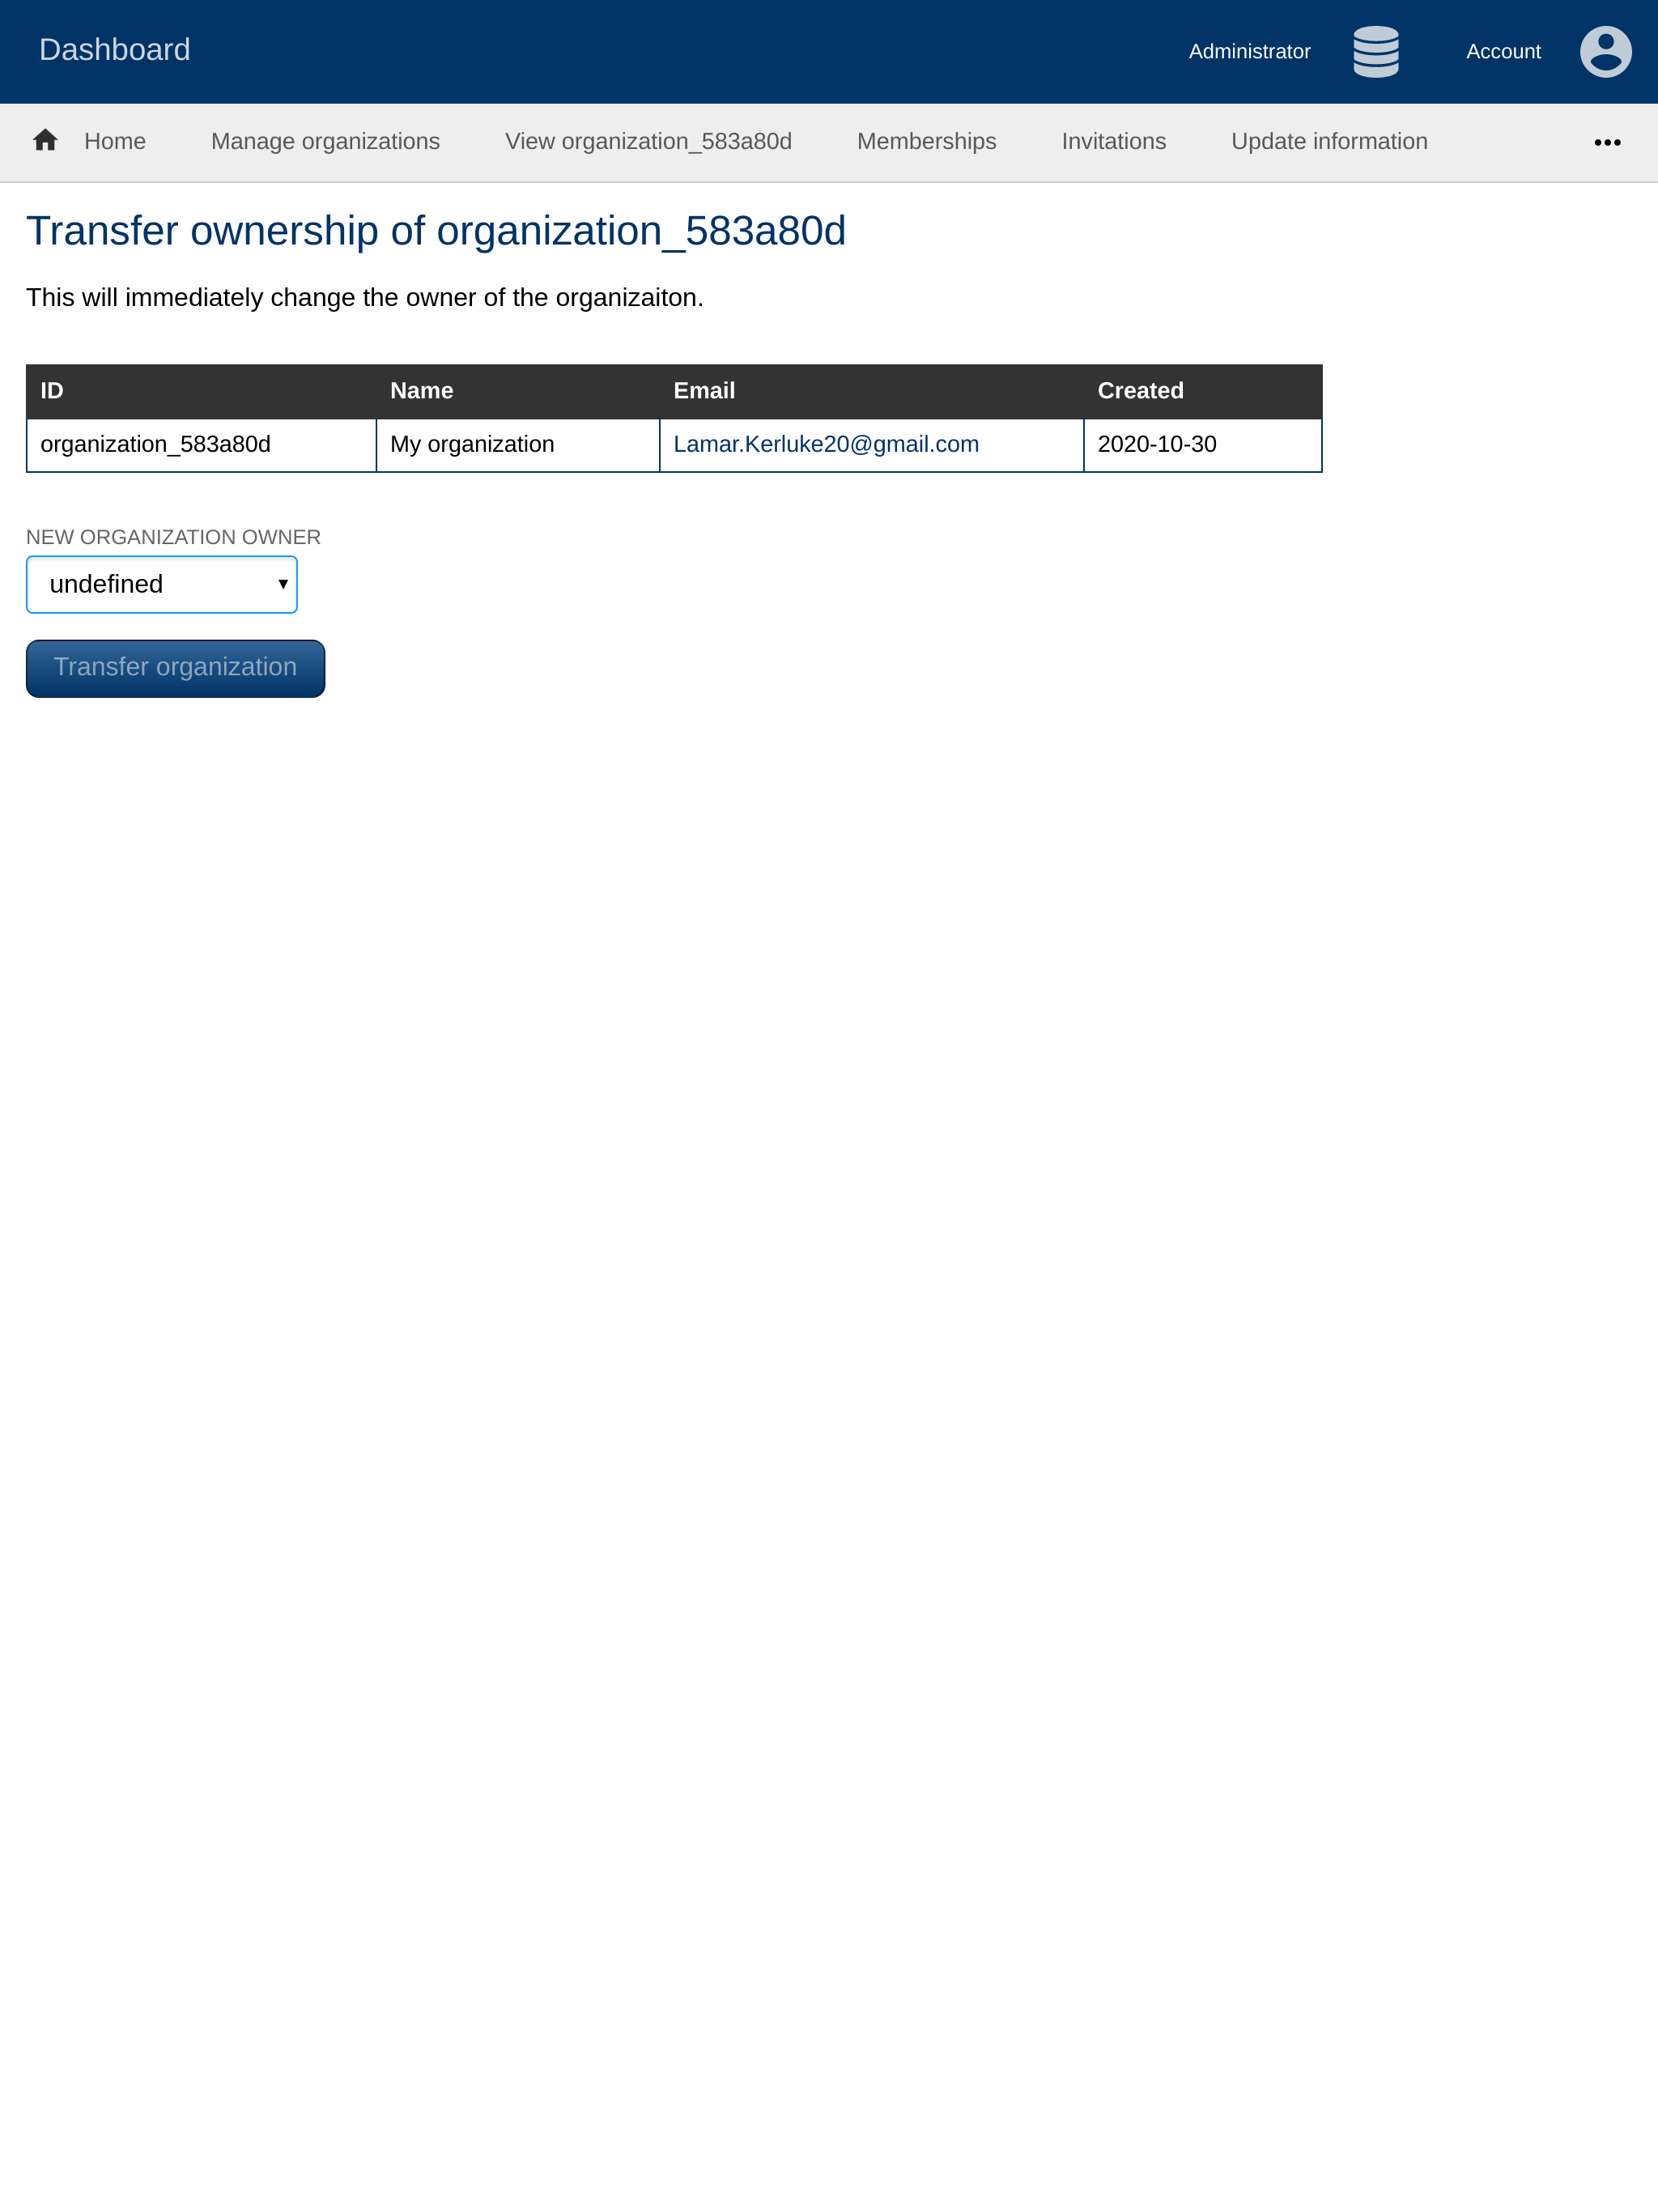 Dashboard Administrator Account
Home Manage organizations View organization_583a80d Memberships Invitations Update information
Transfer ownership of organization_583a80d
This will immediately change the owner of the organizaiton.
ID Name Email Created
organization_583a80d My organization Lamar.Kerluke20@gmail.com 2020-10-30
NEW ORGANIZATION OWNER
undefined
Transfer organization